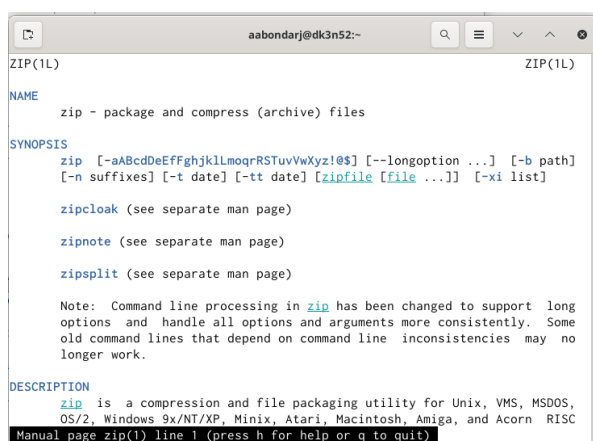 aabondarj@dk3n52:~
ZIP(1L) ZIP(1L)
NAME
zip - package and compress (archive) files
SYNOPSIS
zip [-aABcdDeEfFghjklLmoqrRSTuvVwXyz!@$] [--longoption ...] [-b path]
[-n suffixes] [-t date] [-tt date] [zipfile [file ...]] [-xi list]
zipcloak (see separate man page)
zipnote (see separate man page)
zipsplit (see separate man page)
Note: Command line processing in zip has been changed to support long
options and handle all options and arguments more consistently. Some
old command lines that depend on command line inconsistencies may no
longer work.
DESCRIPTION
zip is a compression and file packaging utility for Unix, VMS, MSDOS,
OS/2, Windows 9x/NT/XP, Minix, Atari, Macintosh, Amiga, and Acorn RISC
Manual page zip(1) line 1 (press h for help or q to quit)